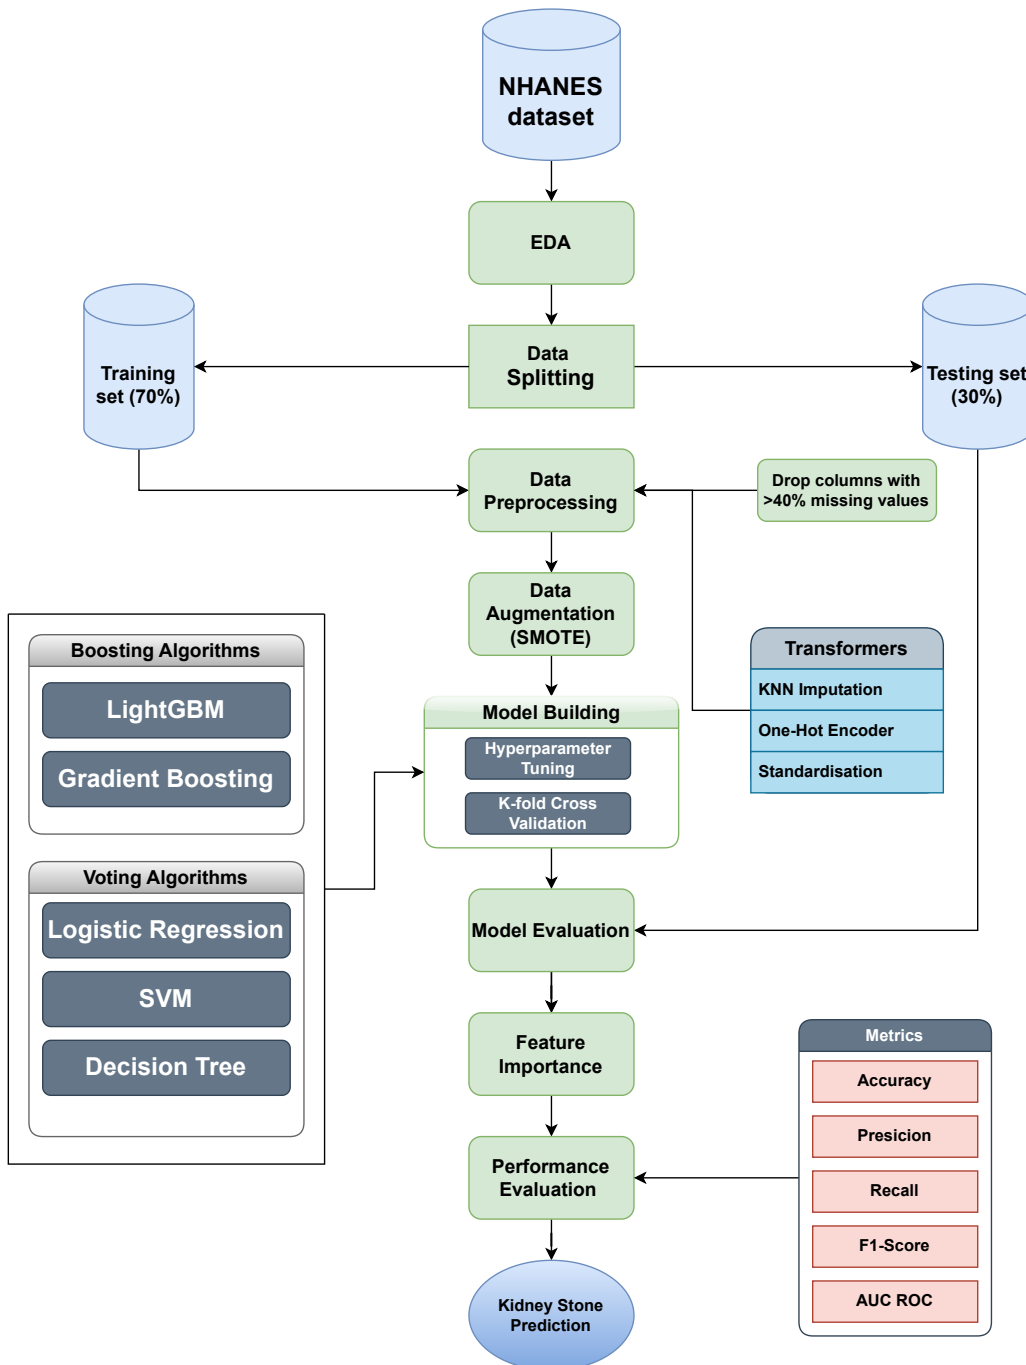 NHANES
dataset
EDA
Data
Splitting
Training
set (70%)
Testing set
(30%)
Data
Preprocessing
Drop columns with
>40% missing values
Data
Augmentation
(SMOTE)
Transformers
KNN Imputation
One-Hot Encoder
Standardisation
Boosting Algorithms
LightGBM
Gradient Boosting
Model Building
Hyperparameter
Tuning
K-fold Cross
Validation
Voting Algorithms
Logistic Regression
SVM
Decision Tree
Model Evaluation
Feature
Importance
Metrics
Accuracy
Presicion
Recall
F1-Score
AUC ROC
Performance
Evaluation
Kidney Stone
Prediction